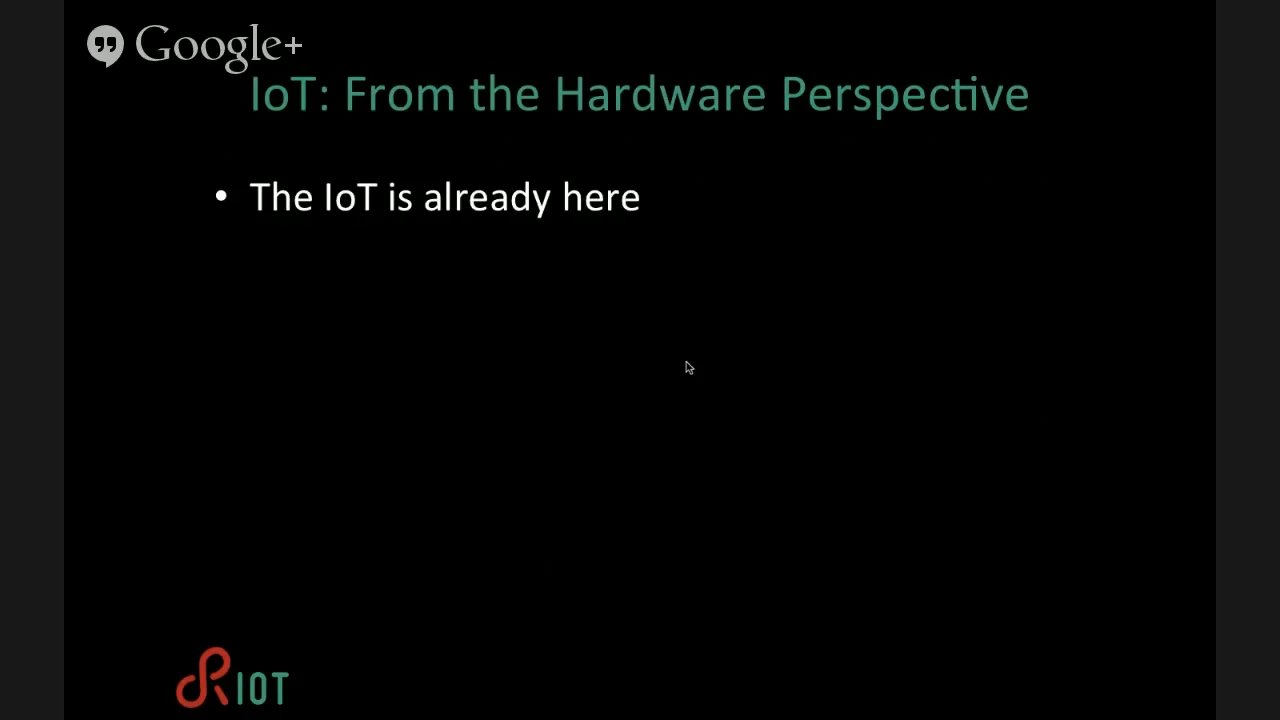 Google+
IoT: From the Hardware Perspective
• The IoT is already here
RIOT